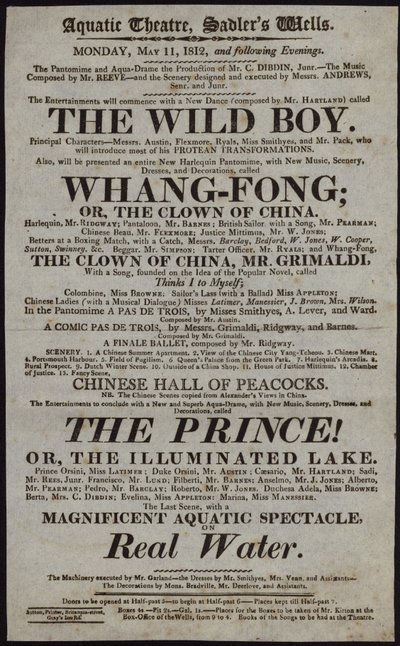 Aquatic Theatre, Sadler's Wells.
MONDAY, MAY 11, 1812, and following Evenings.
The Pantomime and Aqua-Drama the Production of Mr. C. DIBDIN, Junr.—The Music
Composed by Mr. REEVE—and the Scenery designed and executed by Messrs. ANDREWS,
Senr. and Junr.
The Entertainments will commence with a New Dance (composed by Mr. HARTLAND) called
THE WILD BOY.
Principal Characters—Messrs. Austin, Flexmore, Ryals, Miss Smithyes, and Mr. Pack, who
will introduce most of his PROTEAN TRANSFORMATIONS.
Also, will be presented an entire New Harlequin Pantomime, with New Music, Scenery,
Dresses, and Decorations, called
WHANG-FONG;
OR, THE CLOWN OF CHINA.
Harlequin, Mr. RIDGWAY; Pantaloon, Mr. BARNES; British Sailor with a Song, Mr. PEARMAN;
Chinese Beau, Mr. FLEXMORE; Justice Mittimus, Mr. W. JONES;
Betters at a Boxing Match, with a Catch, Messrs. Barclay, Bedford, W. Jones, W. Cooper,
Sutton, Swinney, &c. Beggar, Mr. SIMPSON; Tartar Officer, Mr. RYALS; and Whang-Fong,
THE CLOWN OF CHINA, MR. GRIMALDI,
With a Song, founded on the Idea of the Popular Novel, called
Thinks I to Myself;
Colombine, Miss BROWNE; Sailor's Lass (with a Ballad) Miss APPLETON;
Chinese Ladies (with a Musical Dialogue) Misses Latimer, Manessier, J. Brown, Mrs. Wilson.
In the Pantomime A PAS DE TROIS, by Misses Smithyes, A. Lever, and Ward.
Composed by Mr. Austin.
A COMIC PAS DE TROIS, by Messrs. Grimaldi, Ridgway, and Barnes.
Composed by Mr. Grimaldi.
A FINALE BALLET, composed by Mr. Ridgway.
SCENERY. 1. A Chinese Summer Apartment. 2. View of the Chinese City Yang-Tcheou. 3. Chinese Mart.
4. Portsmouth Harbour. 5. Field of Pugilism. 6 Queen's Palace from the Green Park. 7. Harlequin's Arcadia. 8.
Rural Prospect. 9. Dutch Winter Scene. 10. Outside of a China Shop. 11. House of Justice Mittimus. 12. Chamber
of Justice. 13. Fancy Scene,
CHINESE HALL OF PEACOCKS.
NB. The Chinese Scenes copied from Alexander's Views in China.
The Entertainments to conclude with a New and Superb Aqua-Drama, with New Music, Scenery, Dresses, and
Decorations, called
THE PRINCE!
OR, THE ILLUMINATED LAKE.
Prince Orsini, Miss LATIMER; Duke Orsini, Mr. AUSTIN; Cæsario, Mr. HARTLAND; Sadi,
Mr. REES. Junr. Francisco, Mr. LUND; Filberti, Mr. BARNES; Anselmo, Mr. J. JONES; Alberto,
Mr. PEARMAN; Pedro, Mr. BARCLAY; Roberto, Mr. W. JONES. Duchess Adela, Miss BROWNE;
Berta, Mrs. C. DIBDIN; Evelina, Miss APPLETON; Marina, Miss MANESSIER.
The Last Scene, with a
MAGNIFICENT AQUATIC SPECTACLE,
ON
Real Water.
The Machinery executed by Mr. Garland—the Dresses by Mr. Smithyes, Mrs. and Assistants—
The Decorations by Mons. Bradville, Mr. Deerlove, and Assistants.
Doors to be opened at Half-past 5—to begin at Half-past 6—Places kept till Half-past 7.
Boxes 4s—Pit 2s.—Gal. 1s.—Places for the Boxes to be taken of Mr. Kirton at the
Box-Office of the Wells, from 9 to 4. Books of the Songs to be had at the Theatre.
Sutton, Printer, Britannia-street,
Gray's Inn Rd